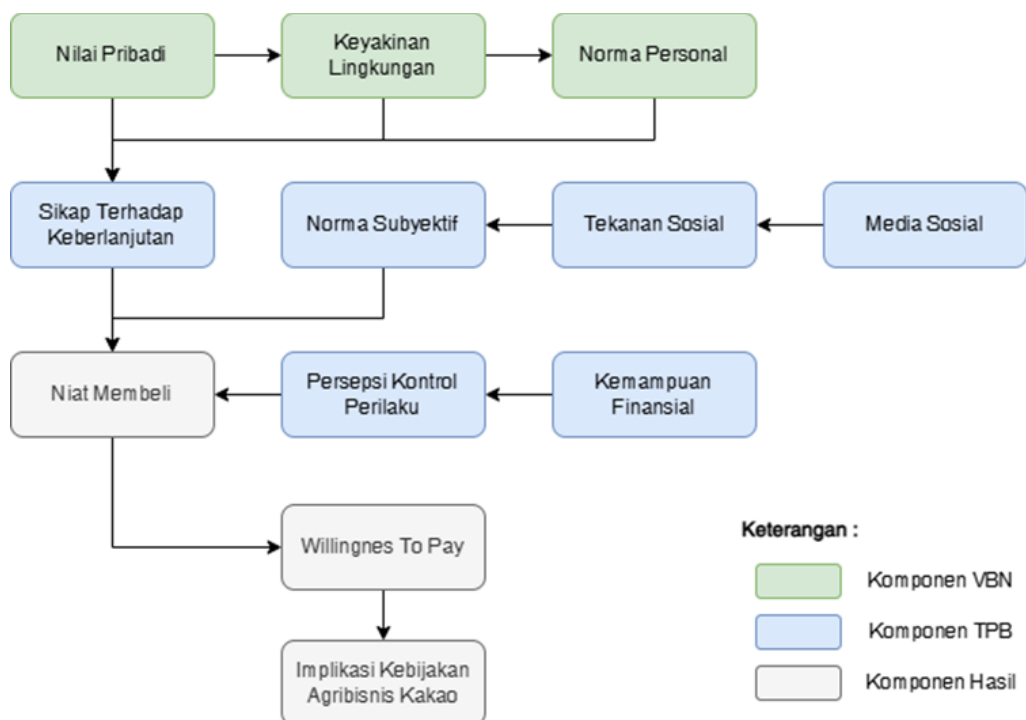 Nilai Pribadi
Keyakinan
Lingkungan
Norma Personal
Sikap Terhadap
Keberlanjutan
Norma Subyektif
Tekanan Sosial
Media Sosial
Niat Membeli
Persepsi Kontrol
Perilaku
Kemampuan
Finansial
Willingnes To Pay
Implikasi Kebijakan
Agribisnis Kakao
Keterangan :
Komponen VBN
Komponen TPB
Komponen Hasil